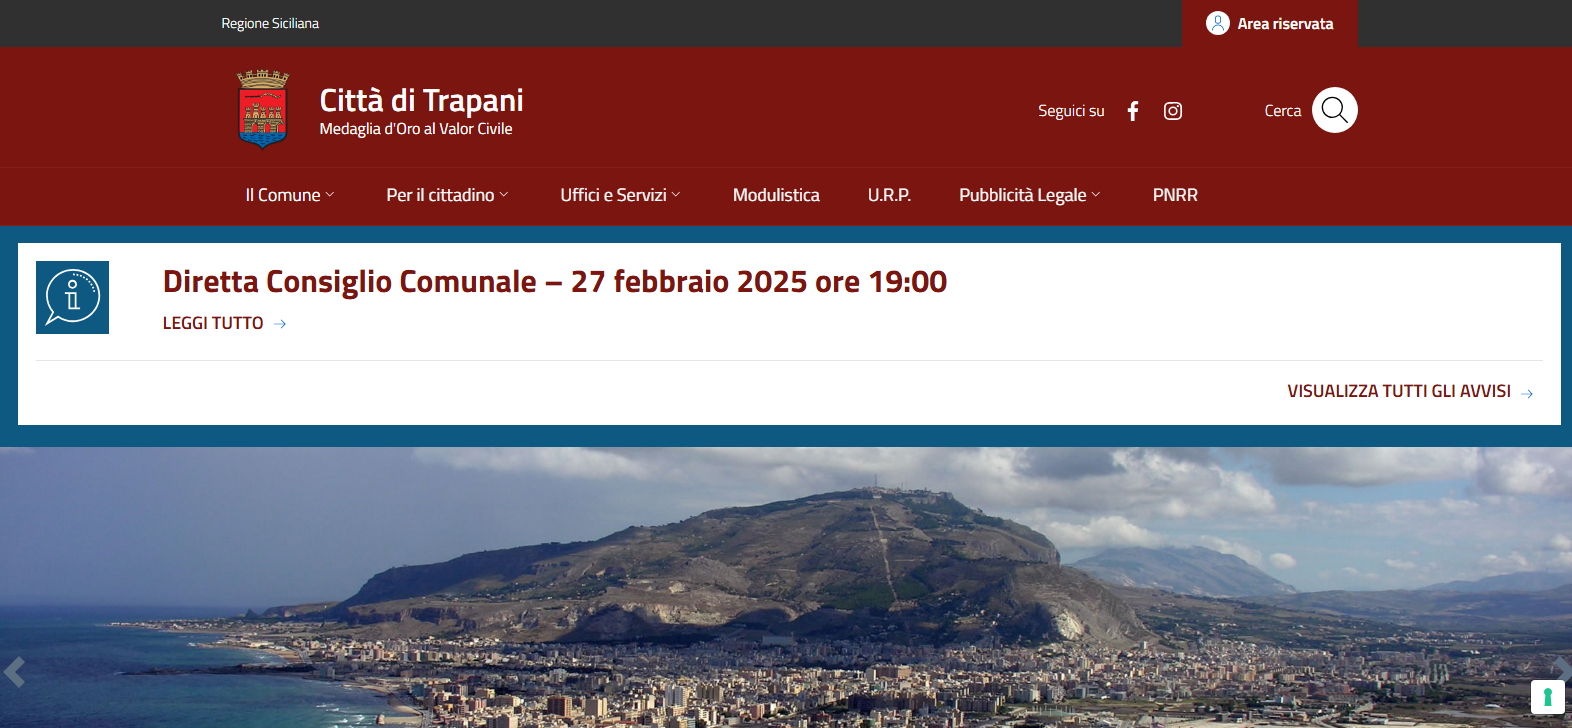 Regione Siciliana
Area riservata
Città di Trapani
Medaglia d'Oro al Valor Civile
Seguici su
Cerca
Il Comune
Per il cittadino
Uffici e Servizi
Modulistica
U.R.P.
Pubblicità Legale
PNRR
Diretta Consiglio Comunale – 27 febbraio 2025 ore 19:00
LEGGI TUTTO
VISUALIZZA TUTTI GLI AVVISI